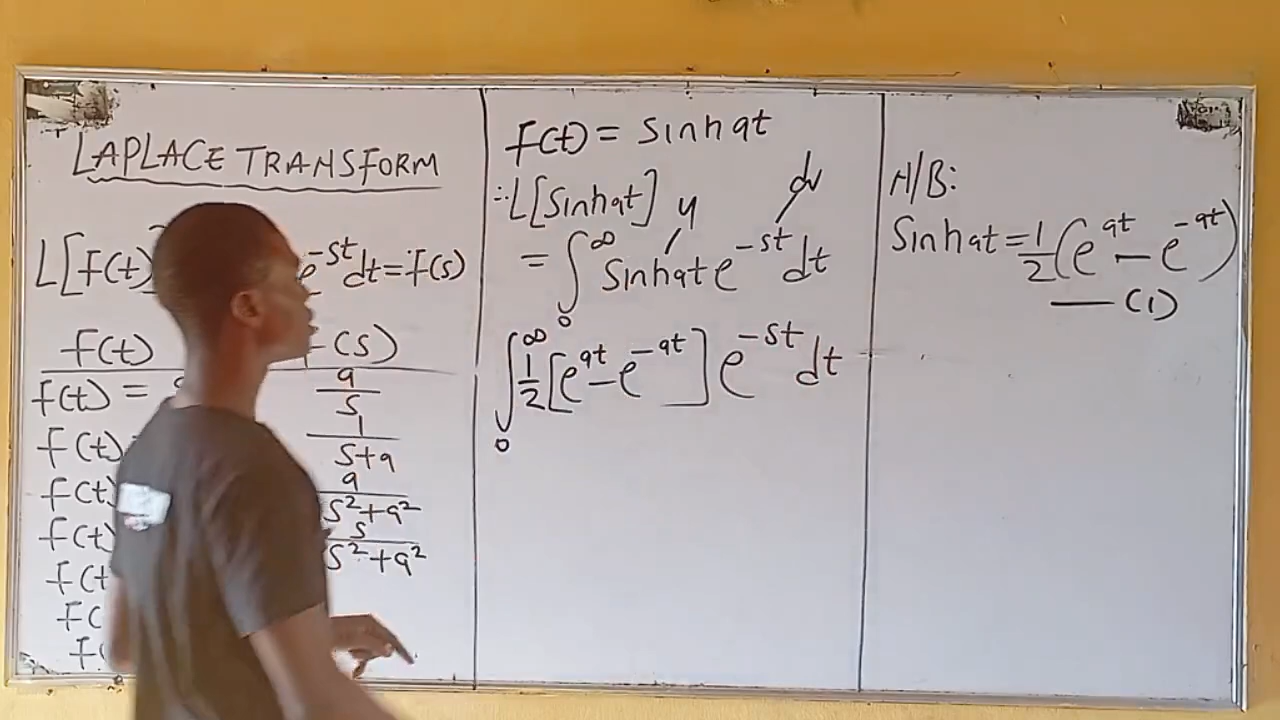 LAPLACE TRANSFORM
L[f(t) e^-st dt = f(s)
f(t) (s)
f(t) = a/s
f(t) 1/s+a
f(t) a/s²+a²
f(t) s/s²+a²
f(t
f(
f(
f(t) = sinhat
∴L[sinhat] u dv
= ∫₀^∞ sinhat e^-st dt
∫₀^∞ 1/2 [e^at - e^-at] e^-st dt
N/B:
Sinhat = 1/2 (e^at - e^-at)
— (1)